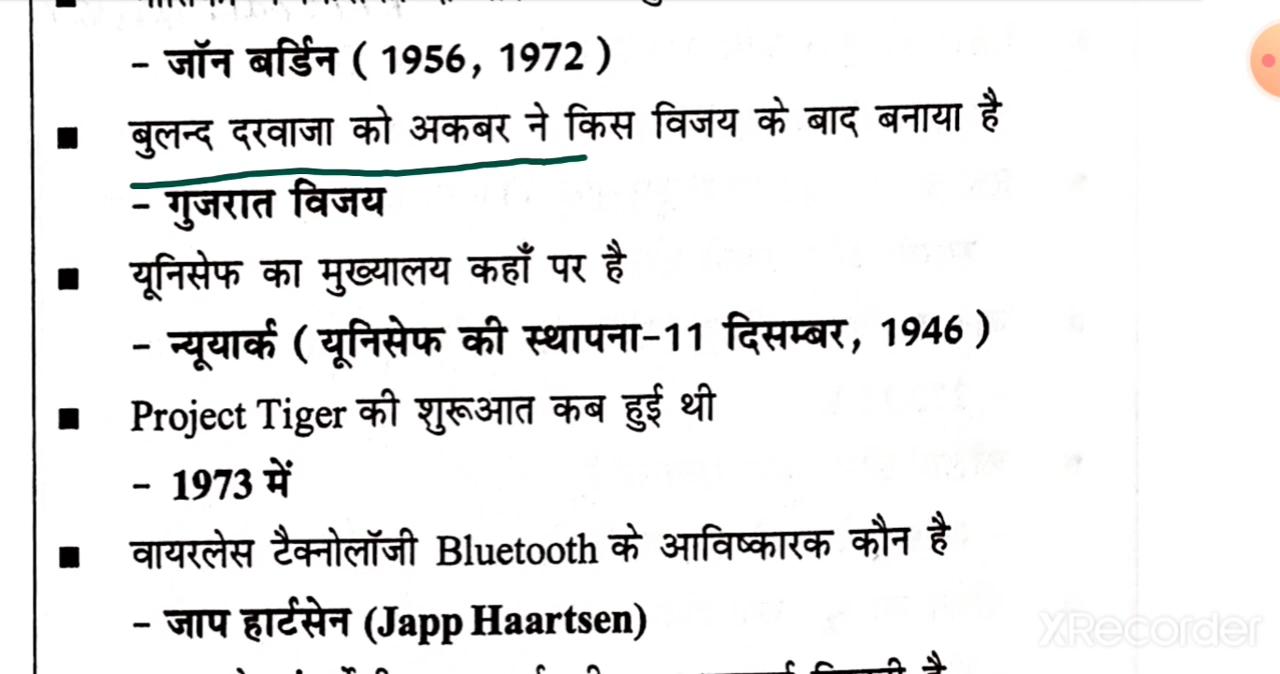 - जॉन बर्डिन ( 1956, 1972 )
■ बुलन्द दरवाजा को अकबर ने किस विजय के बाद बनाया है
- गुजरात विजय
■ यूनिसेफ का मुख्यालय कहाँ पर है
- न्यूयार्क ( यूनिसेफ की स्थापना-11 दिसम्बर, 1946 )
■ Project Tiger की शुरूआत कब हुई थी
- 1973 में
■ वायरलेस टैक्नोलॉजी Bluetooth के आविष्कारक कौन है
- जाप हार्टसेन (Japp Haartsen)
XRecorder